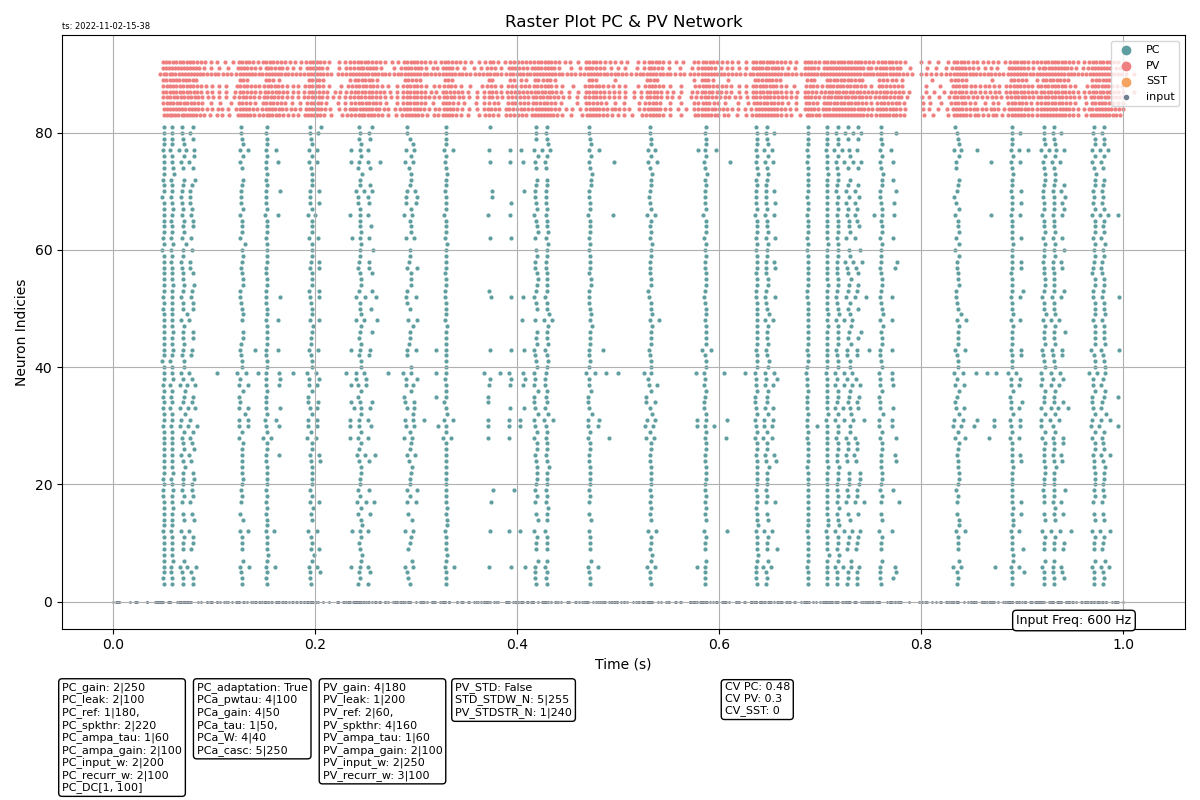 ts: 2022-11-02-15-38
Raster Plot PC & PV Network
PC
PV
SST
input
Neuron Indicies
80
60
40
20
0
Input Freq: 600 Hz
0.0
0.2
0.4
0.6
0.8
1.0
Time (s)
PC_gain: 2|250
PC_leak: 2|100
PC_ref: 1|180,
PC_spkthr: 2|220
PC_ampa_tau: 1|60
PC_ampa_gain: 2|100
PC_input_w: 2|200
PC_recurr_w: 2|100
PC_DC[1, 100]
PC_adaptation: True
PCa_pwtau: 4|100
PCa_gain: 4|50
PCa_tau: 1|50,
PCa_W: 4|40
PCa_casc: 5|250
PV_gain: 4|180
PV_leak: 1|200
PV_ref: 2|60,
PV_spkthr: 4|160
PV_ampa_tau: 1|60
PV_ampa_gain: 2|100
PV_input_w: 2|250
PV_recurr_w: 3|100
PV_STD: False
STD_STDW_N: 5|255
PV_STDSTR_N: 1|240
CV PC: 0.48
CV PV: 0.3
CV_SST: 0